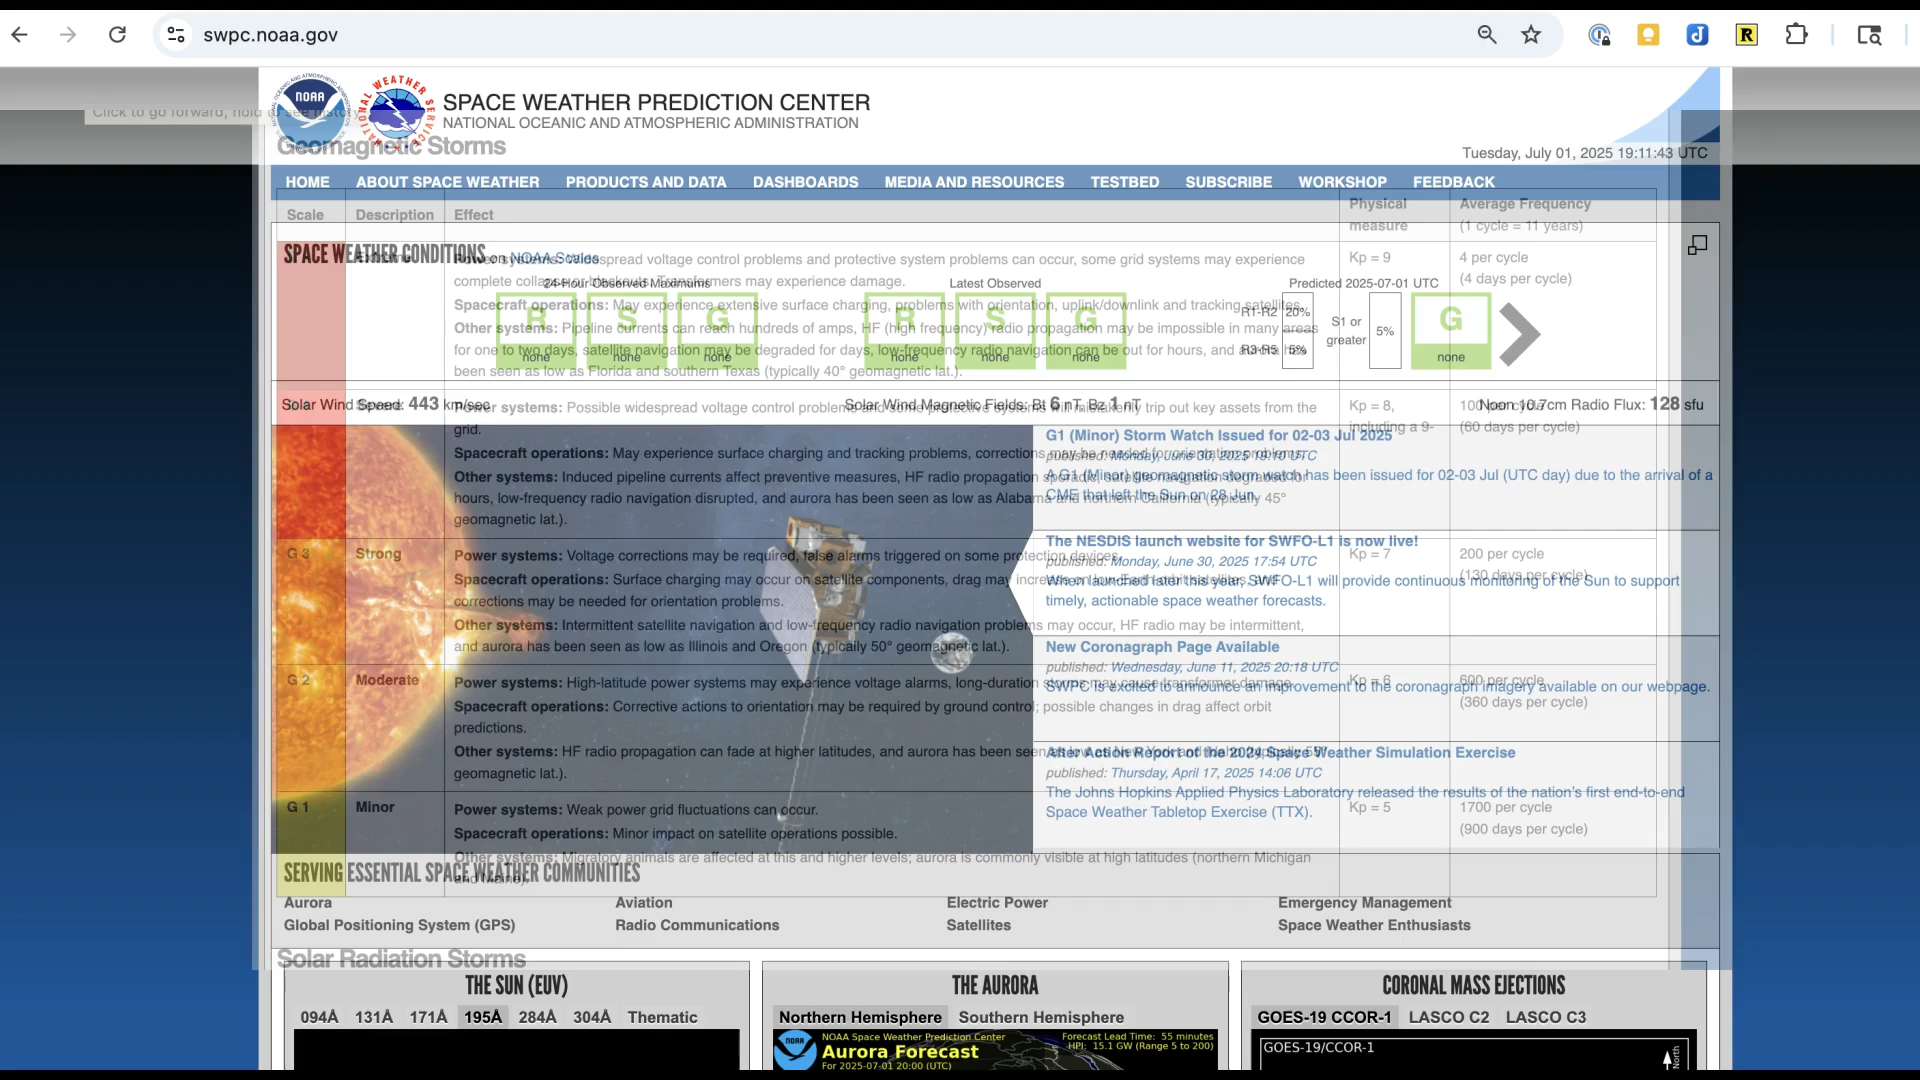 swpc.noaa.gov
Click to go forward, hold to see history
NOAA
NATIONAL WEATHER SERVICE
SPACE WEATHER PREDICTION CENTER
NATIONAL OCEANIC AND ATMOSPHERIC ADMINISTRATION
Geomagnetic Storms
Tuesday, July 01, 2025 19:11:43 UTC
HOME ABOUT SPACE WEATHER PRODUCTS AND DATA DASHBOARDS MEDIA AND RESOURCES TESTBED SUBSCRIBE WORKSHOP FEEDBACK
Scale Description Effect Physical measure Average Frequency (1 cycle = 11 years)
SPACE WEATHER CONDITIONS on NOAA Scales
Power systems: Widespread voltage control problems and protective system problems can occur, some grid systems may experience
complete collapse or blackouts. Transformers may experience damage.
Kp = 9
4 per cycle
(4 days per cycle)
24-Hour Observed Maximums
Latest Observed
Predicted 2025-07-01 UTC
Spacecraft operations: May experience extensive surface charging, problems with orientation, uplink/downlink and tracking satellites.
Other systems: Pipeline currents can reach hundreds of amps, HF (high frequency) radio propagation may be impossible in many areas
for one to two days, satellite navigation may be degraded for days, low-frequency radio navigation can be out for hours, and aurora has
been seen as low as Florida and southern Texas (typically 40° geomagnetic lat.).
R S G
none none none
R S G
none none none
R1-R2 20%
R3-R5 5%
S1 or greater 5%
G
none
Solar Wind Speed: 443 km/sec
Solar Wind Magnetic Fields: Bt 6 nT, Bz 1 nT
Noon 10.7cm Radio Flux: 128 sfu
Power systems: Possible widespread voltage control problems and some protective systems will mistakenly trip out key assets from the
grid.
Kp = 8,
including a 9-
100 per cycle
(60 days per cycle)
Spacecraft operations: May experience surface charging and tracking problems, corrections may be needed for orientation problems.
Other systems: Induced pipeline currents affect preventive measures, HF radio propagation sporadic, satellite navigation degraded for
hours, low-frequency radio navigation disrupted, and aurora has been seen as low as Alabama and northern California (typically 45°
geomagnetic lat.).
G1 (Minor) Storm Watch Issued for 02-03 Jul 2025
published: Monday, June 30, 2025 19:10 UTC
A G1 (Minor) geomagnetic storm watch has been issued for 02-03 Jul (UTC day) due to the arrival of a
CME that left the Sun on 28 Jun.
G 3 Strong
Power systems: Voltage corrections may be required, false alarms triggered on some protection devices.
Spacecraft operations: Surface charging may occur on satellite components, drag may increase on low-Earth-orbit satellites, and
corrections may be needed for orientation problems.
Other systems: Intermittent satellite navigation and low-frequency radio navigation problems may occur, HF radio may be intermittent,
and aurora has been seen as low as Illinois and Oregon (typically 50° geomagnetic lat.).
Kp = 7
200 per cycle
(130 days per cycle)
The NESDIS launch website for SWFO-L1 is now live!
published: Monday, June 30, 2025 17:54 UTC
When launched later this year, SWFO-L1 will provide continuous monitoring of the Sun to support
timely, actionable space weather forecasts.
G 2 Moderate
Power systems: High-latitude power systems may experience voltage alarms, long-duration storms may cause transformer damage.
Spacecraft operations: Corrective actions to orientation may be required by ground control; possible changes in drag affect orbit
predictions.
Other systems: HF radio propagation can fade at higher latitudes, and aurora has been seen as low as New York and Idaho (typically 55°
geomagnetic lat.).
Kp = 6
600 per cycle
(360 days per cycle)
New Coronagraph Page Available
published: Wednesday, June 11, 2025 20:18 UTC
SWPC is excited to announce an improvement to the coronagraph imagery available on our webpage.
After Action Report of the 2024 Space Weather Simulation Exercise
published: Thursday, April 17, 2025 14:06 UTC
The Johns Hopkins Applied Physics Laboratory released the results of the nation's first end-to-end
Space Weather Tabletop Exercise (TTX).
G 1 Minor
Power systems: Weak power grid fluctuations can occur.
Spacecraft operations: Minor impact on satellite operations possible.
Other systems: Migratory animals are affected at this and higher levels; aurora is commonly visible at high latitudes (northern Michigan
and Maine).
Kp = 5
1700 per cycle
(900 days per cycle)
SERVING ESSENTIAL SPACE WEATHER COMMUNITIES
Aurora Aviation Electric Power Emergency Management
Global Positioning System (GPS) Radio Communications Satellites Space Weather Enthusiasts
Solar Radiation Storms
THE SUN (EUV)
094Å 131Å 171Å 195Å 284Å 304Å Thematic
THE AURORA
Northern Hemisphere Southern Hemisphere
NOAA Space Weather Prediction Center
Aurora Forecast
For 2025-07-01 20:00 (UTC)
Forecast Lead Time: 55 minutes
HPI: 15.1 GW (Range 5 to 200)
CORONAL MASS EJECTIONS
GOES-19 CCOR-1 LASCO C2 LASCO C3
GOES-19/CCOR-1
North